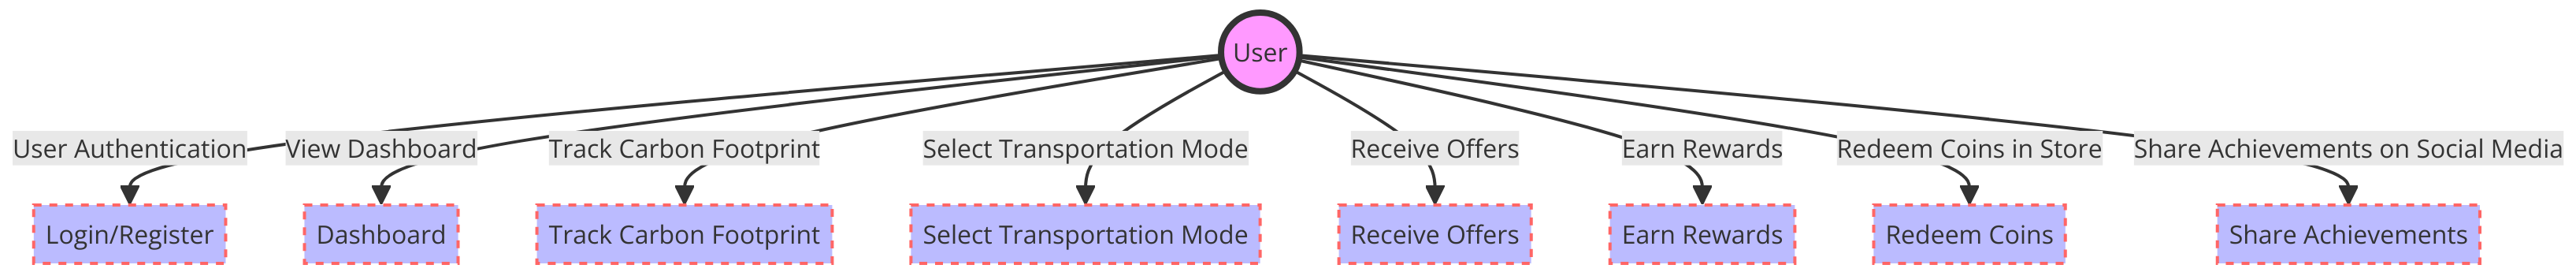 User
User Authentication
View Dashboard
Track Carbon Footprint
Select Transportation Mode
Receive Offers
Earn Rewards
Redeem Coins in Store
Share Achievements on Social Media
Login/Register
Dashboard
Track Carbon Footprint
Select Transportation Mode
Receive Offers
Earn Rewards
Redeem Coins
Share Achievements